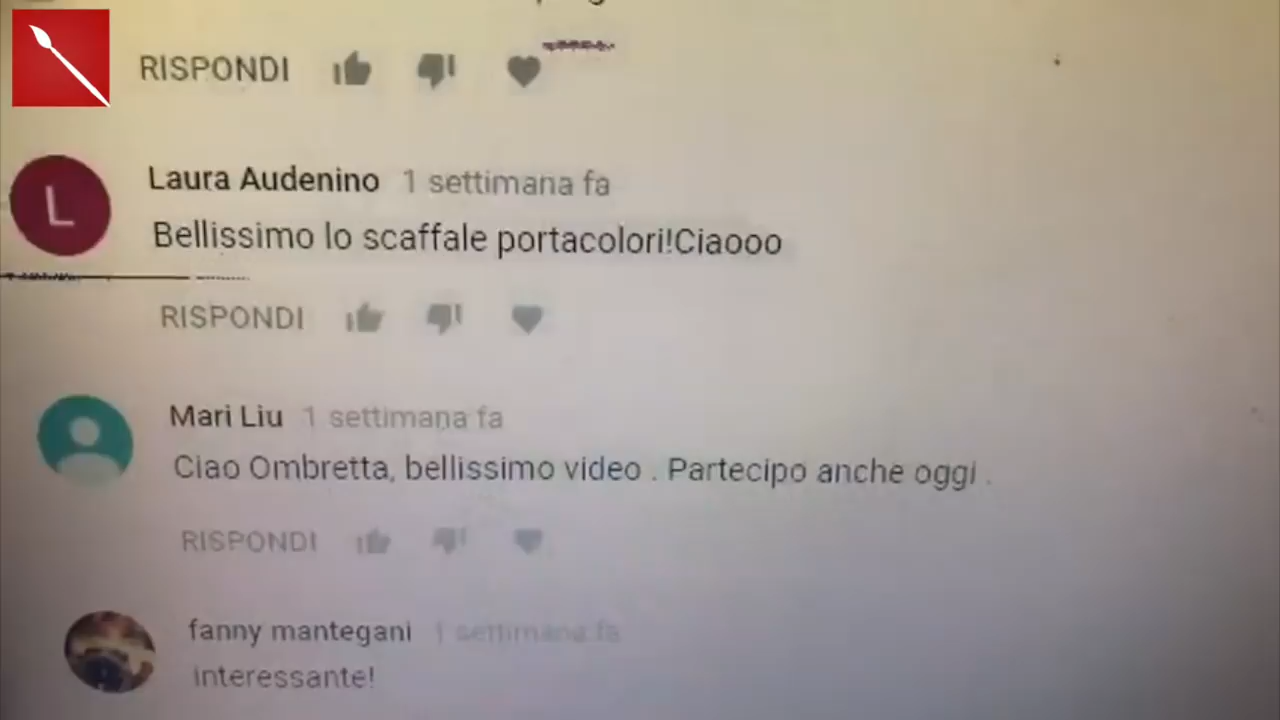 RISPONDI
Laura Audenino 1 settimana fa
Bellissimo lo scaffale portacolori!Ciaooo
RISPONDI
L
Mari Liu 1 settimana fa
Ciao Ombretta, bellissimo video . Partecipo anche oggi .
RISPONDI
fanny mantegani 1 settimana fa
interessante!